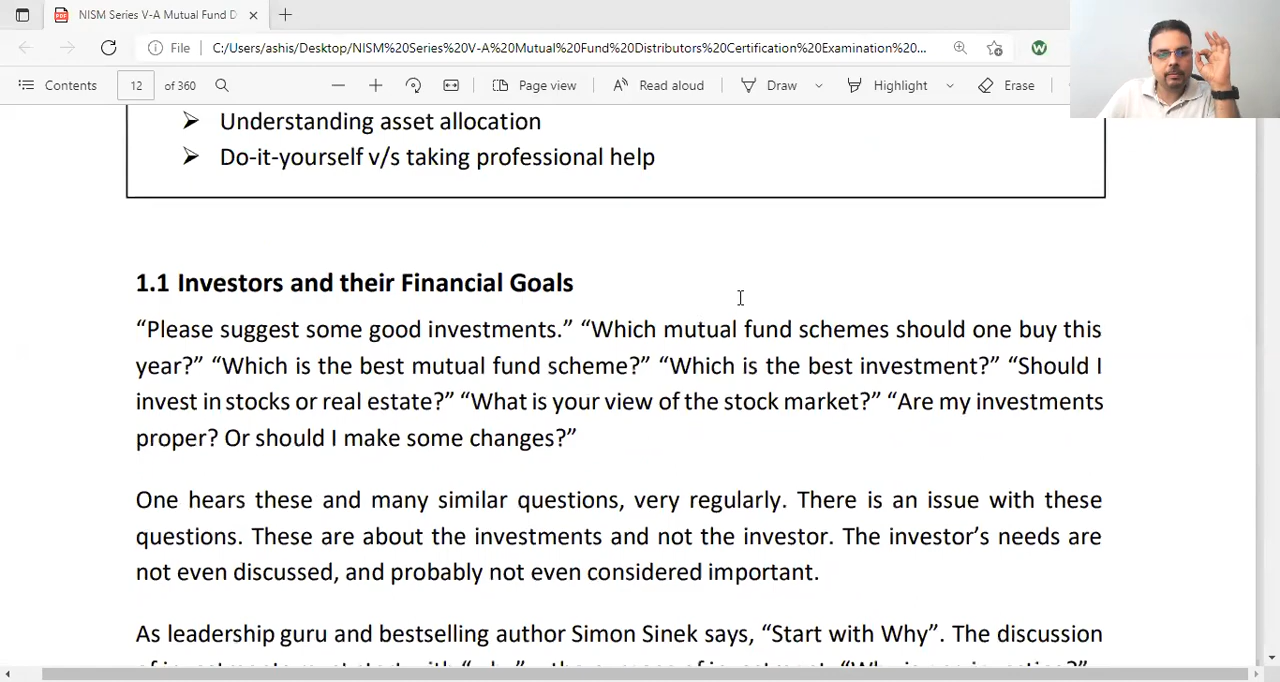 NISM Series V-A Mutual Fund D
File C:/Users/ashis/Desktop/NISM%20Series%20V-A%20Mutual%20Fund%20Distributors%20Certification%20Examination%20...
Contents 12 of 360 Page view Read aloud Draw Highlight Erase
Understanding asset allocation
Do-it-yourself v/s taking professional help
1.1 Investors and their Financial Goals
“Please suggest some good investments.” “Which mutual fund schemes should one buy this
year?” “Which is the best mutual fund scheme?” “Which is the best investment?” “Should I
invest in stocks or real estate?” “What is your view of the stock market?” “Are my investments
proper? Or should I make some changes?”
One hears these and many similar questions, very regularly. There is an issue with these
questions. These are about the investments and not the investor. The investor’s needs are
not even discussed, and probably not even considered important.
As leadership guru and bestselling author Simon Sinek says, “Start with Why”. The discussion